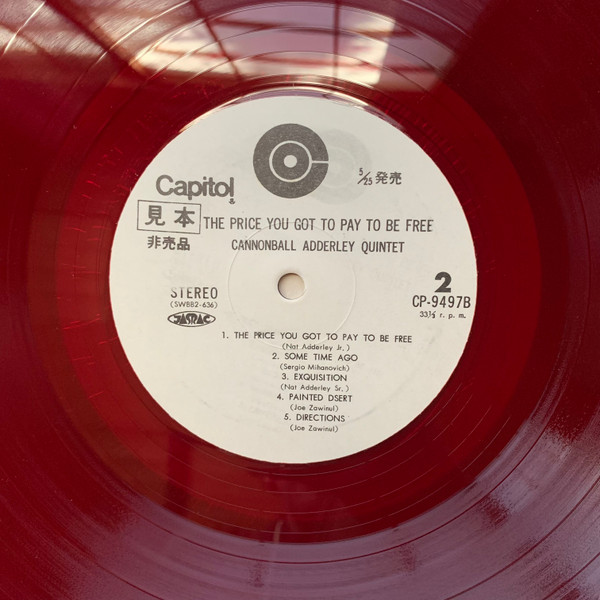 Capitol
®
5/25 発売
見本
非売品
THE PRICE YOU GOT TO PAY TO BE FREE
CANNONBALL ADDERLEY QUINTET
STEREO
(SWBB2-636)
JASRAC
2
CP-9497B
33⅓ r. p. m.
1. THE PRICE YOU GOT TO PAY TO BE FREE
(Nat Adderley Jr.)
2. SOME TIME AGO
(Sergio Mihanovich)
3. EXQUISITION
(Nat Adderley Sr.)
4. PAINTED DSERT
(Joe Zawinul)
5. DIRECTIONS
(Joe Zawinul)